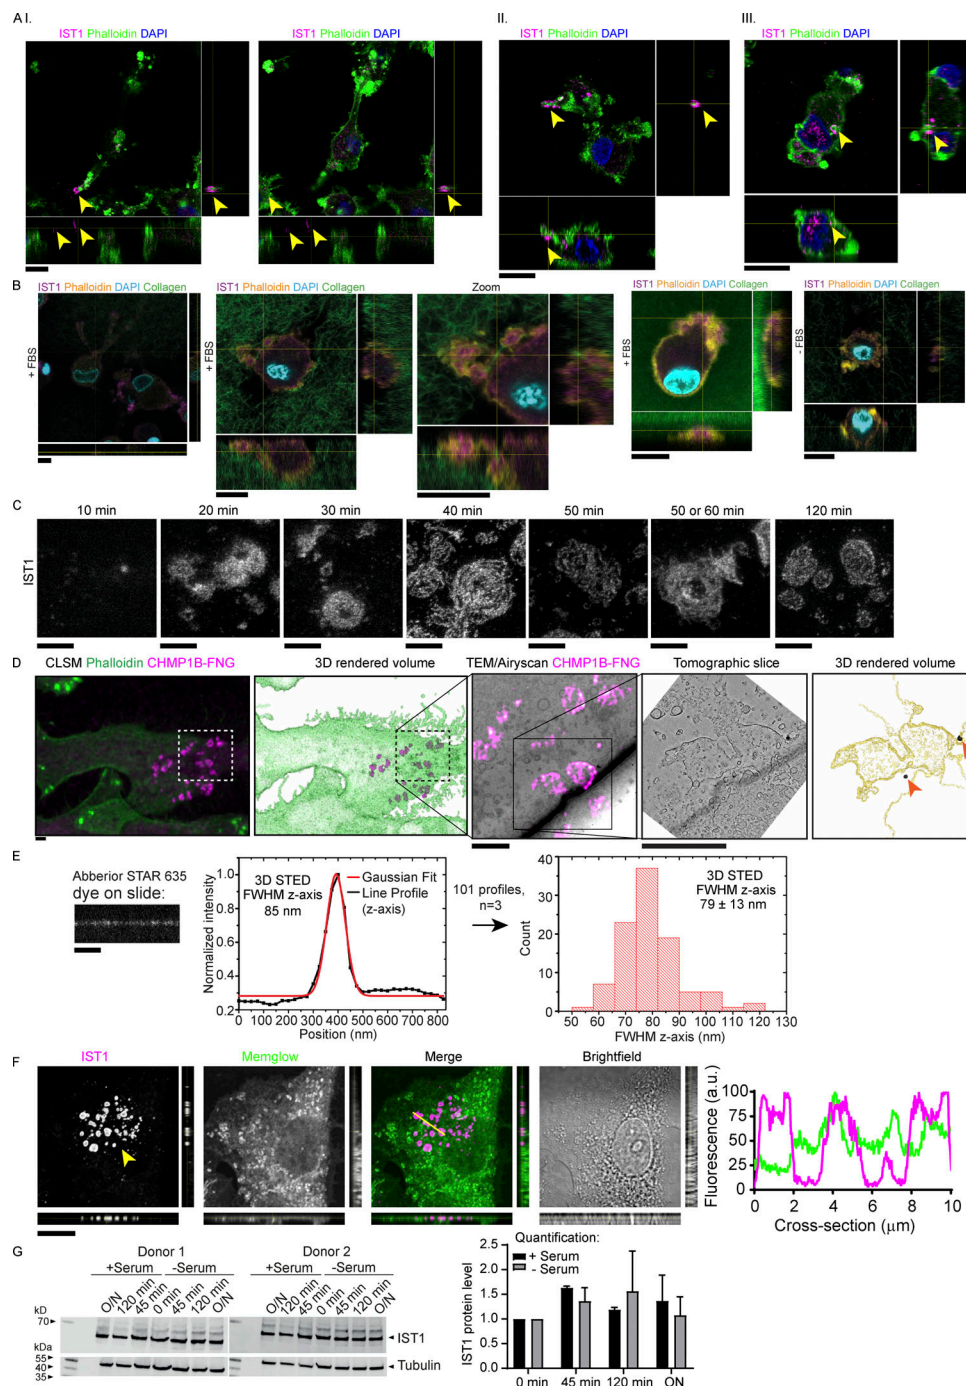 A I.
II.
III.
IST1 Phalloidin DAPI
IST1 Phalloidin DAPI
IST1 Phalloidin DAPI
IST1 Phalloidin DAPI
B
IST1 Phalloidin DAPI Collagen
IST1 Phalloidin DAPI Collagen
Zoom
IST1 Phalloidin DAPI Collagen
IST1 Phalloidin DAPI Collagen
+ FBS
+ FBS
+ FBS
- FBS
C
10 min
20 min
30 min
40 min
50 min
50 or 60 min
120 min
IST1
D
CLSM Phalloidin CHMP1B-FNG
3D rendered volume
TEM/Airyscan CHMP1B-FNG
Tomographic slice
3D rendered volume
E
Abberior STAR 635
dye on slide:
Normalized intensity
1.0
0.8
0.6
0.4
0.2
3D STED
FWHM z-axis
85 nm
Gaussian Fit
Line Profile
(z-axis)
0 100 200 300 400 500 600 700 800
Position (nm)
101 profiles,
n=3
Count
40
30
20
10
0
3D STED
FWHM z-axis
79 ± 13 nm
50 60 70 80 90 100 110 120 130
FWHM z-axis (nm)
F
IST1
Memglow
Merge
Brightfield
Fluorescence (a.u.)
100
75
50
25
0
0 2 4 6 8 10
Cross-section (µm)
G
Donor 1
Donor 2
+Serum
-Serum
+Serum
-Serum
O/N
120 min
45 min
0 min
45 min
120 min
O/N
O/N
120 min
45 min
0 min
45 min
120 min
O/N
kD
70
kDa
55
40
35
IST1
Tubulin
Quantification:
+ Serum
- Serum
IST1 protein level
2.5
2.0
1.5
1.0
0.5
0.0
0 min
45 min
120 min
ON